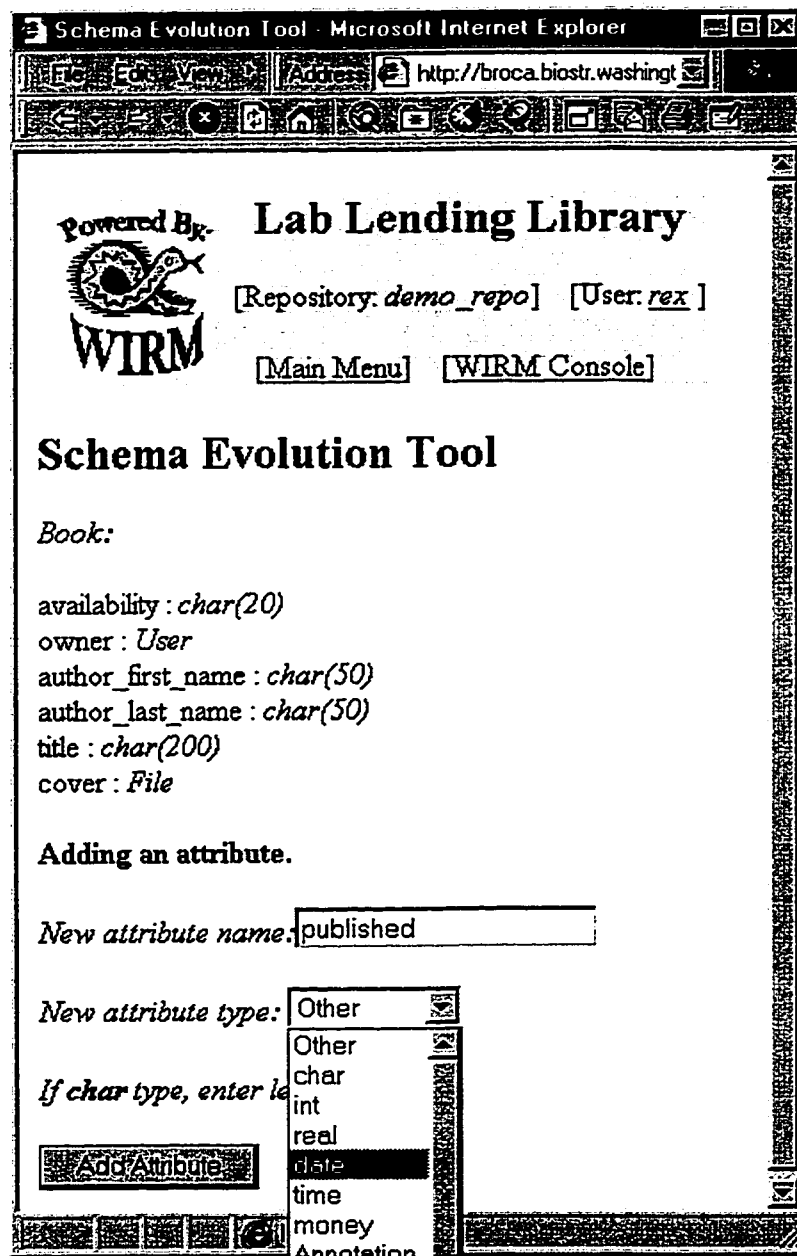 Schema Evolution Tool - Microsoft Internet Explorer
File Edit View Address http://broca.biostr.washingt
Powered By:
WIRM
Lab Lending Library
[Repository: demo_repo] [User: rex ]
[Main Menu] [WIRM Console]
Schema Evolution Tool
Book:
availability : char(20)
owner : User
author_first_name : char(50)
author_last_name : char(50)
title : char(200)
cover : File
Adding an attribute.
New attribute name: published
New attribute type: Other
Other
char
If char type, enter le
int
real
date
Add Attribute
time
money
Annotation